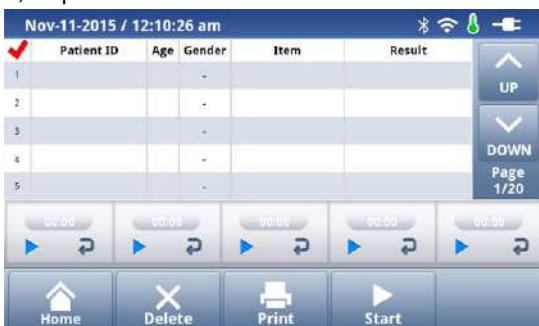 Nov-11-2015 / 12:10:26 am
Patient ID Age Gender Item Result
1 -
2 -
3 -
4 -
5 -
UP
DOWN
Page
1/20
00:00 00:00 00:00 00:00 00:00
Home Delete Print Start